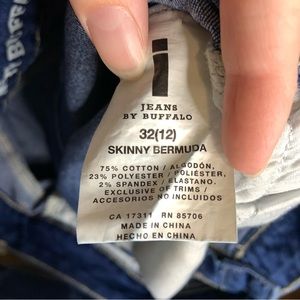 i
JEANS
BY BUFFALO
32(12)
SKINNY BERMUDA
75% COTTON / ALGODÓN,
23% POLYESTER / POLIÉSTER,
2% SPANDEX / ELASTANO.
EXCLUSIVE OF TRIMS /
ACCESORIOS NO INCLUIDOS
CA 17311 RN 85706
MADE IN CHINA
HECHO EN CHINA